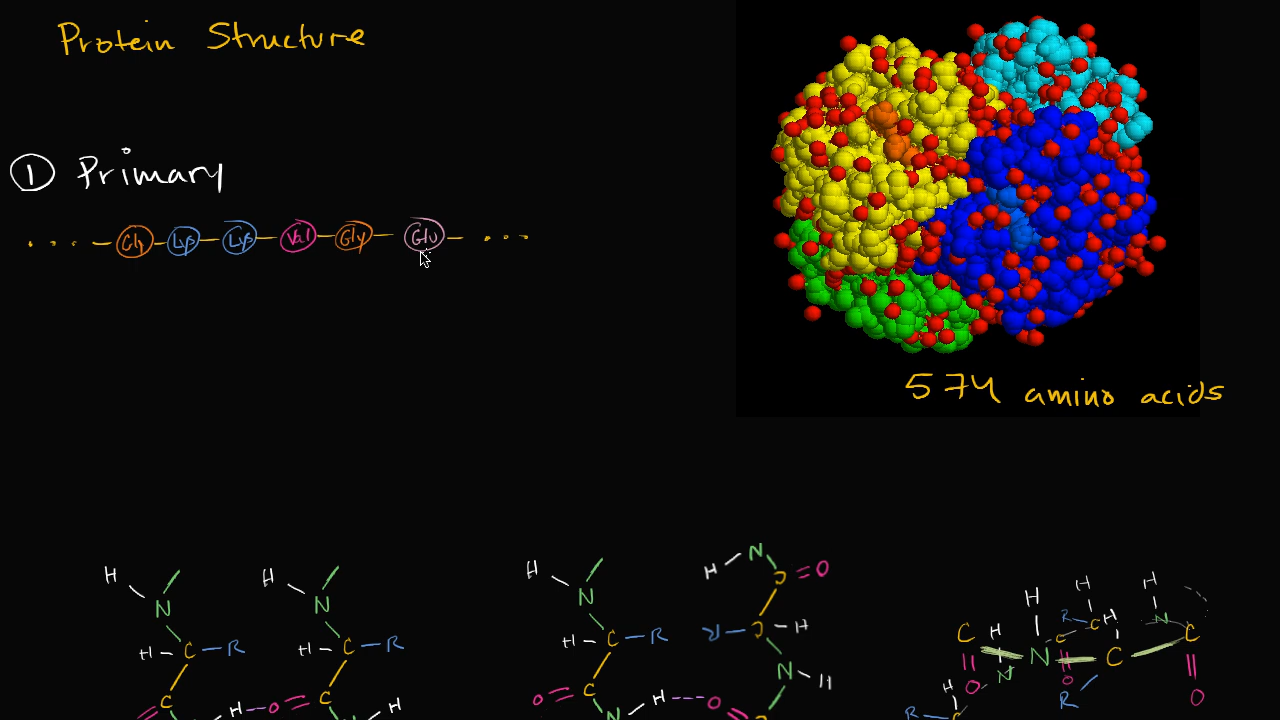 Protein Structure
① Primary
.... Gly Lys Lys Val Gly Glu ....
574 amino acids
H
N
H C R
C
H O
H
N
H C R
C
H
H
N
H C R
O C
N H
H N
C O
R C H
N H
O
H H H
R C H N
C H N C C C
O N O R O
H
R C